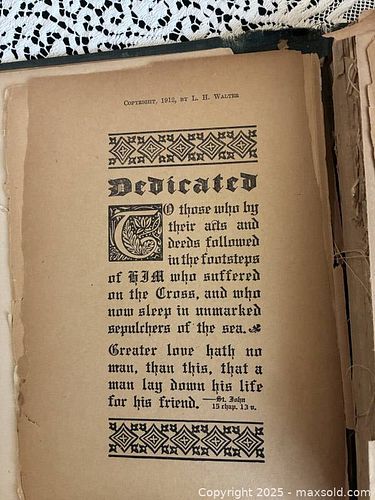 Copyright, 1912, by L. H. Walter
Dedicated
TO those who by
their acts and
deeds followed
in the footsteps
of HIM who suffered
on the Cross, and who
now sleep in unmarked
sepulchers of the sea.
Greater love hath no
man, than this, that a
man lay down his life
for his friend. —St. John
15 chap. 13 v.
Copyright © 2025 - maxsold.com